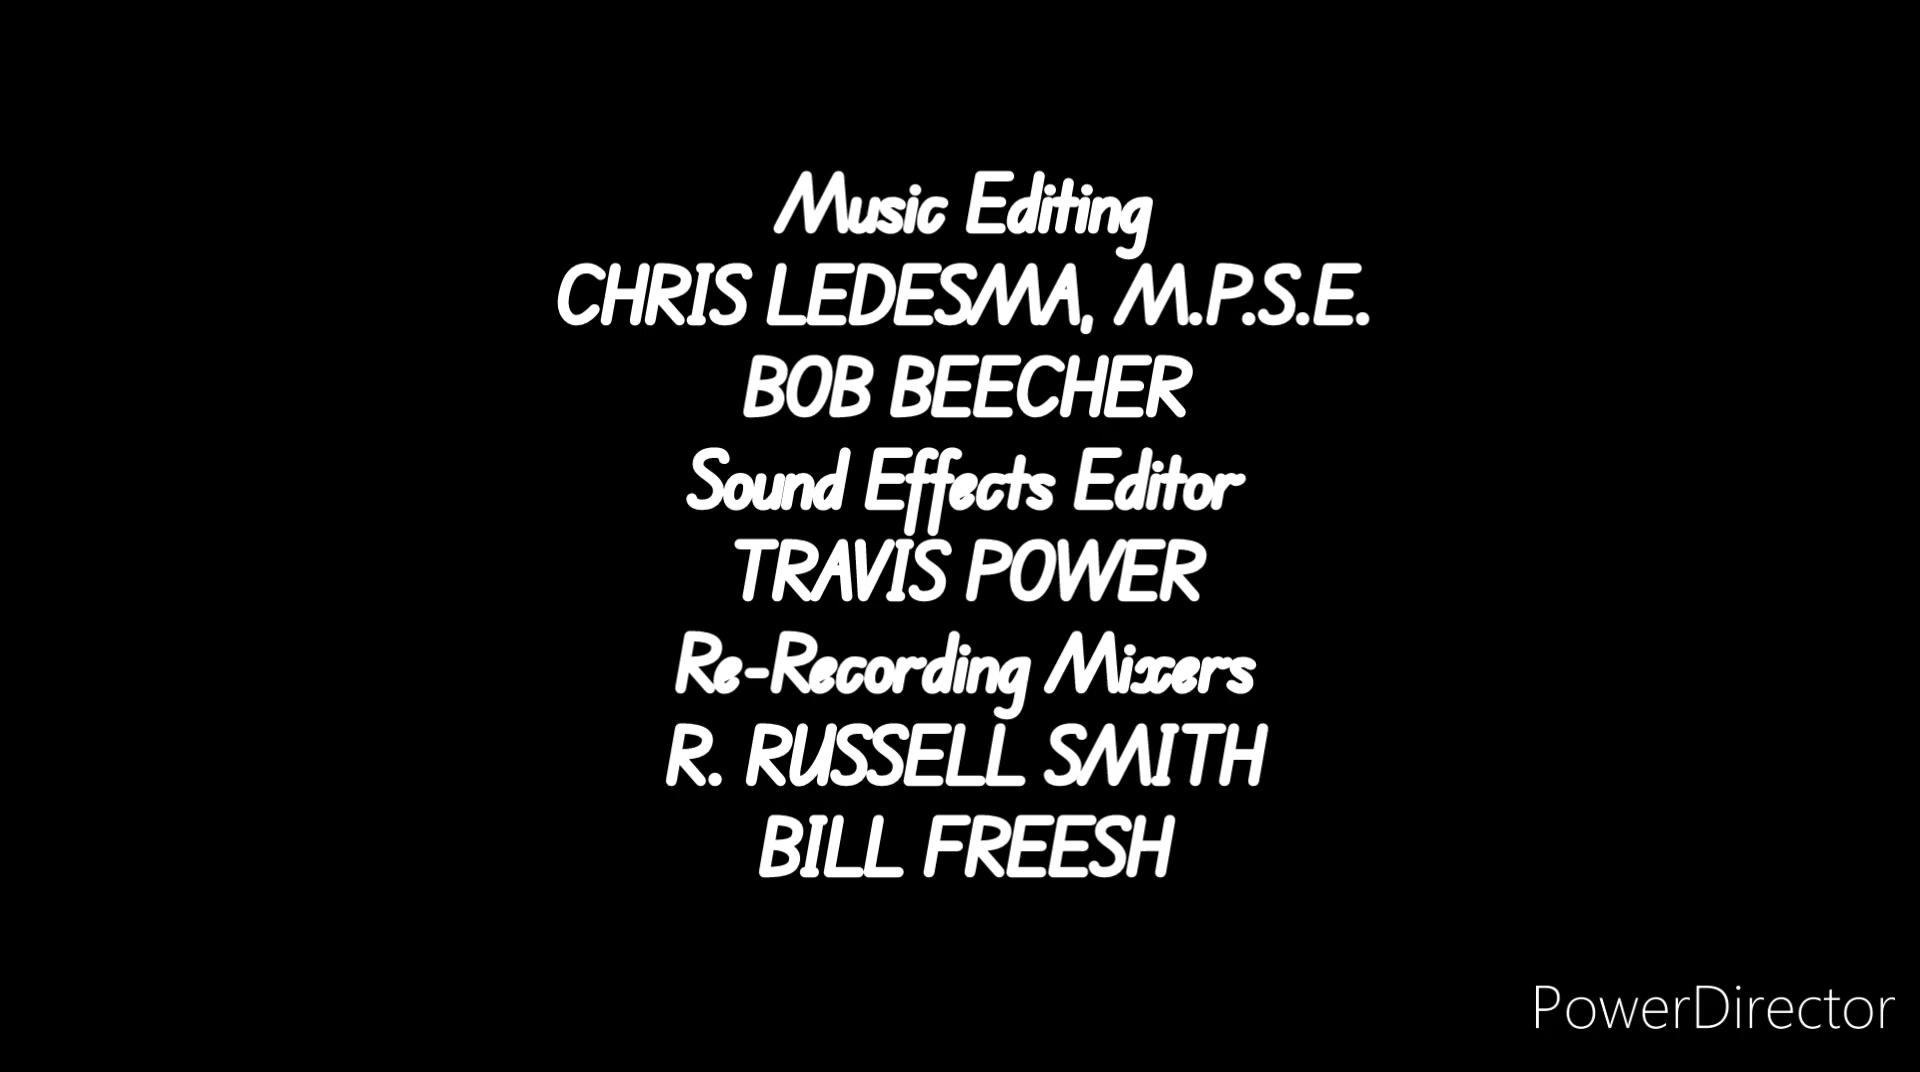 Music Editing
CHRIS LEDESMA, M.P.S.E.
BOB BEECHER
Sound Effects Editor
TRAVIS POWER
Re-Recording Mixers
R. RUSSELL SMITH
BILL FREESH
PowerDirector